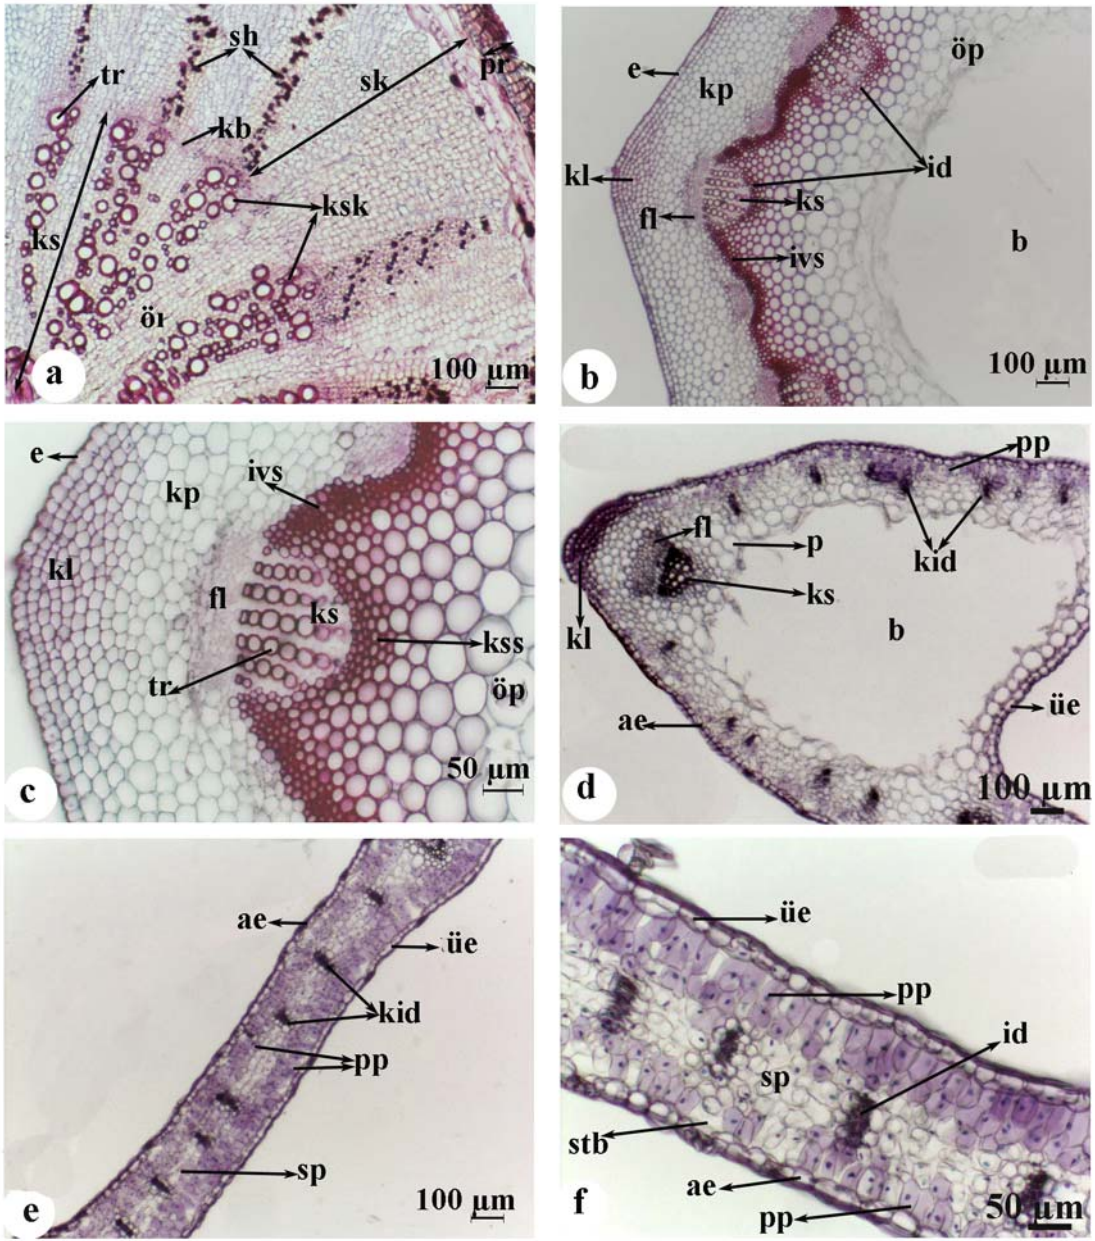 sh
tr
sk
pr
kb
ksk
ks
öı
a
100 µm
e
öp
kp
kl
id
ks
fl
ivs
b
b
100 µm
e
ivs
kp
kl
fl
ks
kss
tr
öp
50 µm
c
pp
fl
p
kid
ks
kl
b
ae
üe
d
100 µm
ae
üe
kid
pp
sp
e
100 µm
üe
pp
id
sp
stb
ae
pp
f
50 µm